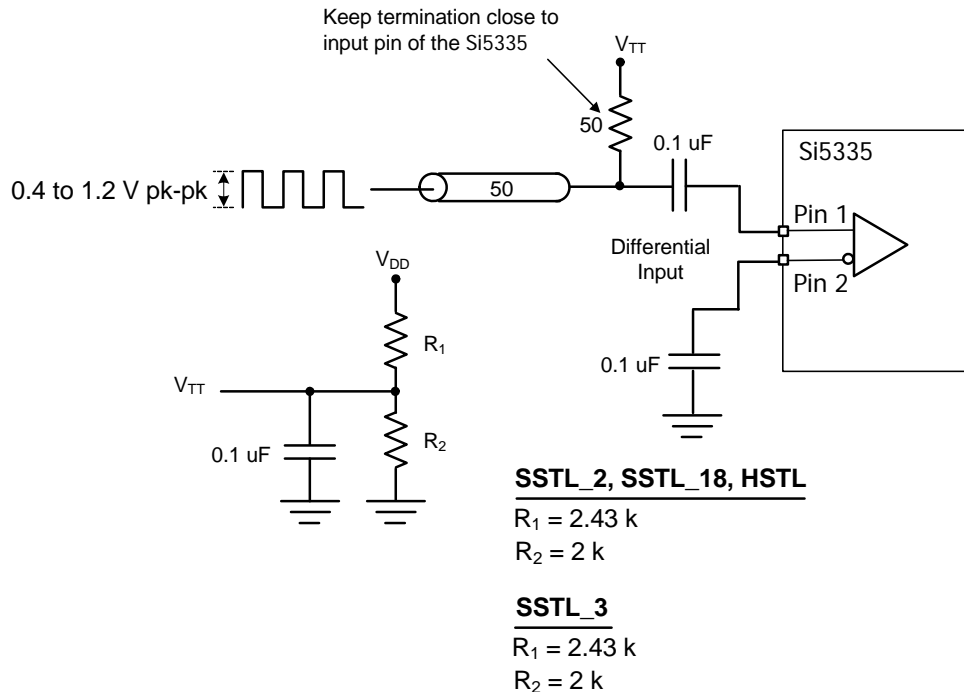 Keep termination close to
input pin of the Si5335
V_TT
50
0.1 uF
Si5335
0.4 to 1.2 V pk-pk
50
Pin 1
Differential
Input
Pin 2
V_DD
R_1
0.1 uF
V_TT
R_2
0.1 uF
SSTL_2, SSTL_18, HSTL
R_1 = 2.43 k
R_2 = 2 k
SSTL_3
R_1 = 2.43 k
R_2 = 2 k